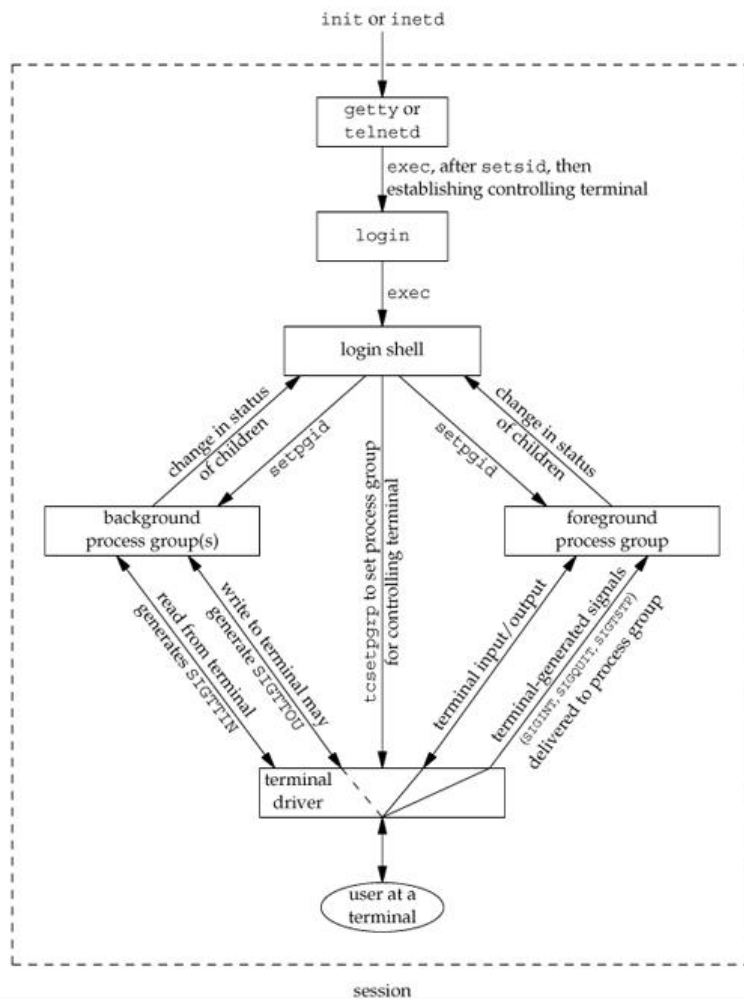 init or inetd
getty or
telnetd
exec, after setsid, then
establishing controlling terminal
login
exec
login shell
change in status
of children
setpgid
tcsetpgrp to set process group
for controlling terminal
setpgid
change in status
of children
background
process group(s)
foreground
process group
read from terminal
generates SIGTTIN
write to terminal may
generate SIGTTOU
terminal input/output
terminal-generated signals
(SIGINT, SIGQUIT, SIGTSTP)
delivered to process group
terminal
driver
user at a
terminal
session